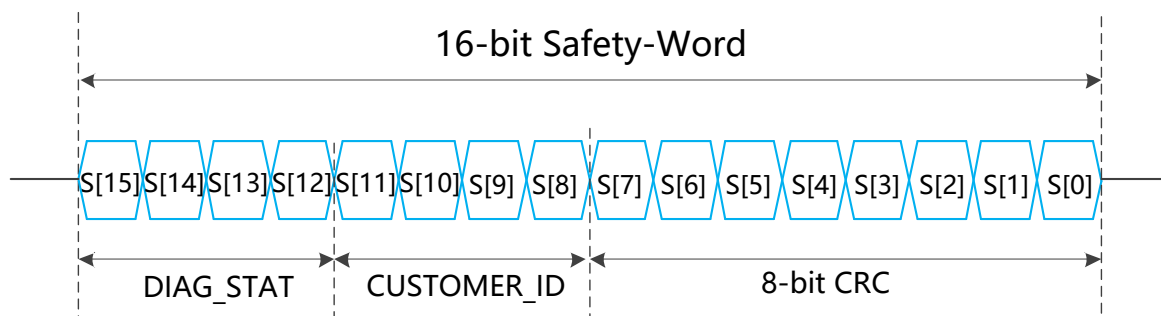 16-bit Safety-Word
S[15] S[14] S[13] S[12] S[11] S[10] S[9] S[8] S[7] S[6] S[5] S[4] S[3] S[2] S[1] S[0]
DIAG_STAT CUSTOMER_ID 8-bit CRC